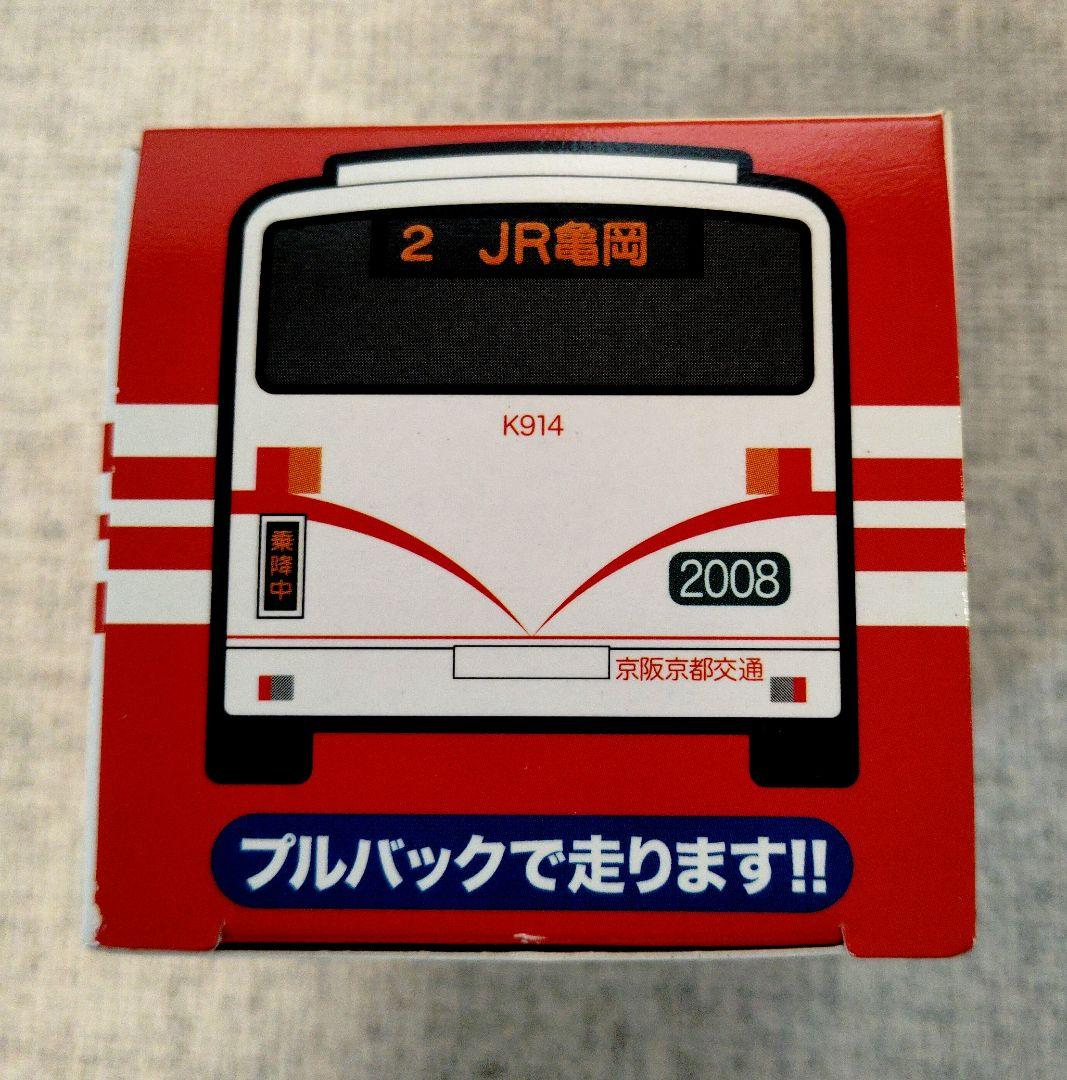 2 JR亀岡
K914
乗降中
2008
京阪京都交通
プルバックで走ります!!